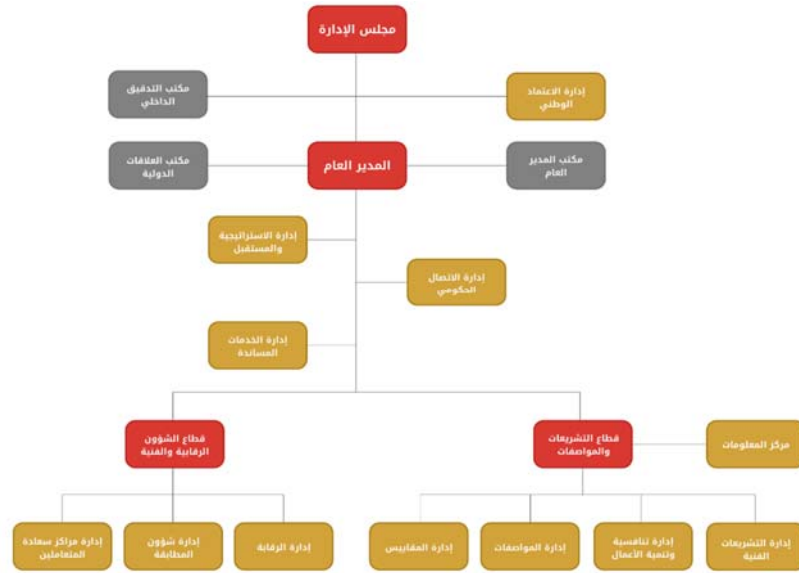 مجلس الإدارة
إدارة الاعتماد
الوطني
مكتب التدقيق
الداخلي
مكتب المدير
العام
المدير العام
مكتب العلاقات
الدولية
إدارة الاستراتيجية
والمستقبل
إدارة الاتصال
الحكومي
إدارة الخدمات
المساندة
مركز المعلومات
قطاع التشريعات
والمواصفات
قطاع الشؤون
الرقابية والفنية
إدارة التشريعات
الفنية
إدارة تنافسية
وتنمية الأعمال
إدارة المواصفات
إدارة المقاييس
إدارة الرقابة
إدارة شؤون
المطابقة
إدارة مراكز سعادة
المتعاملين